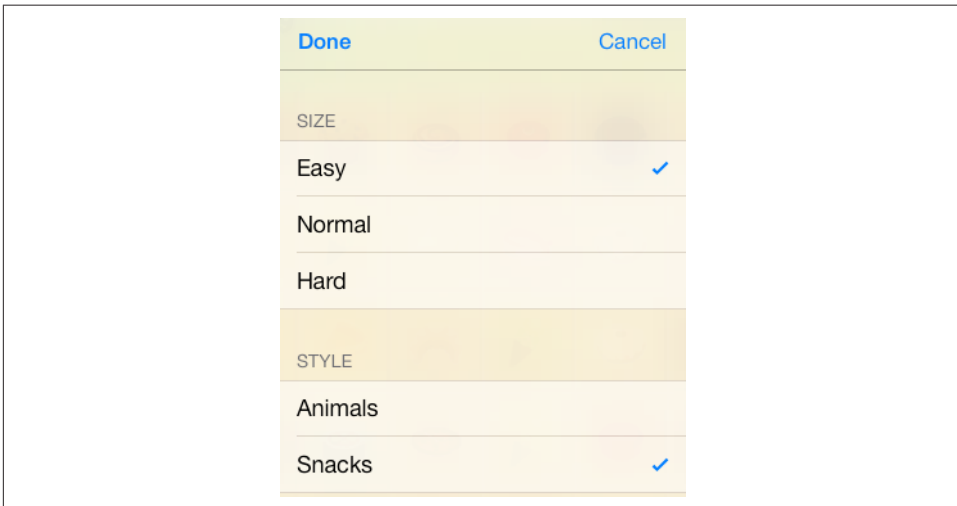 Done Cancel
SIZE
Easy
Normal
Hard
STYLE
Animals
Snacks